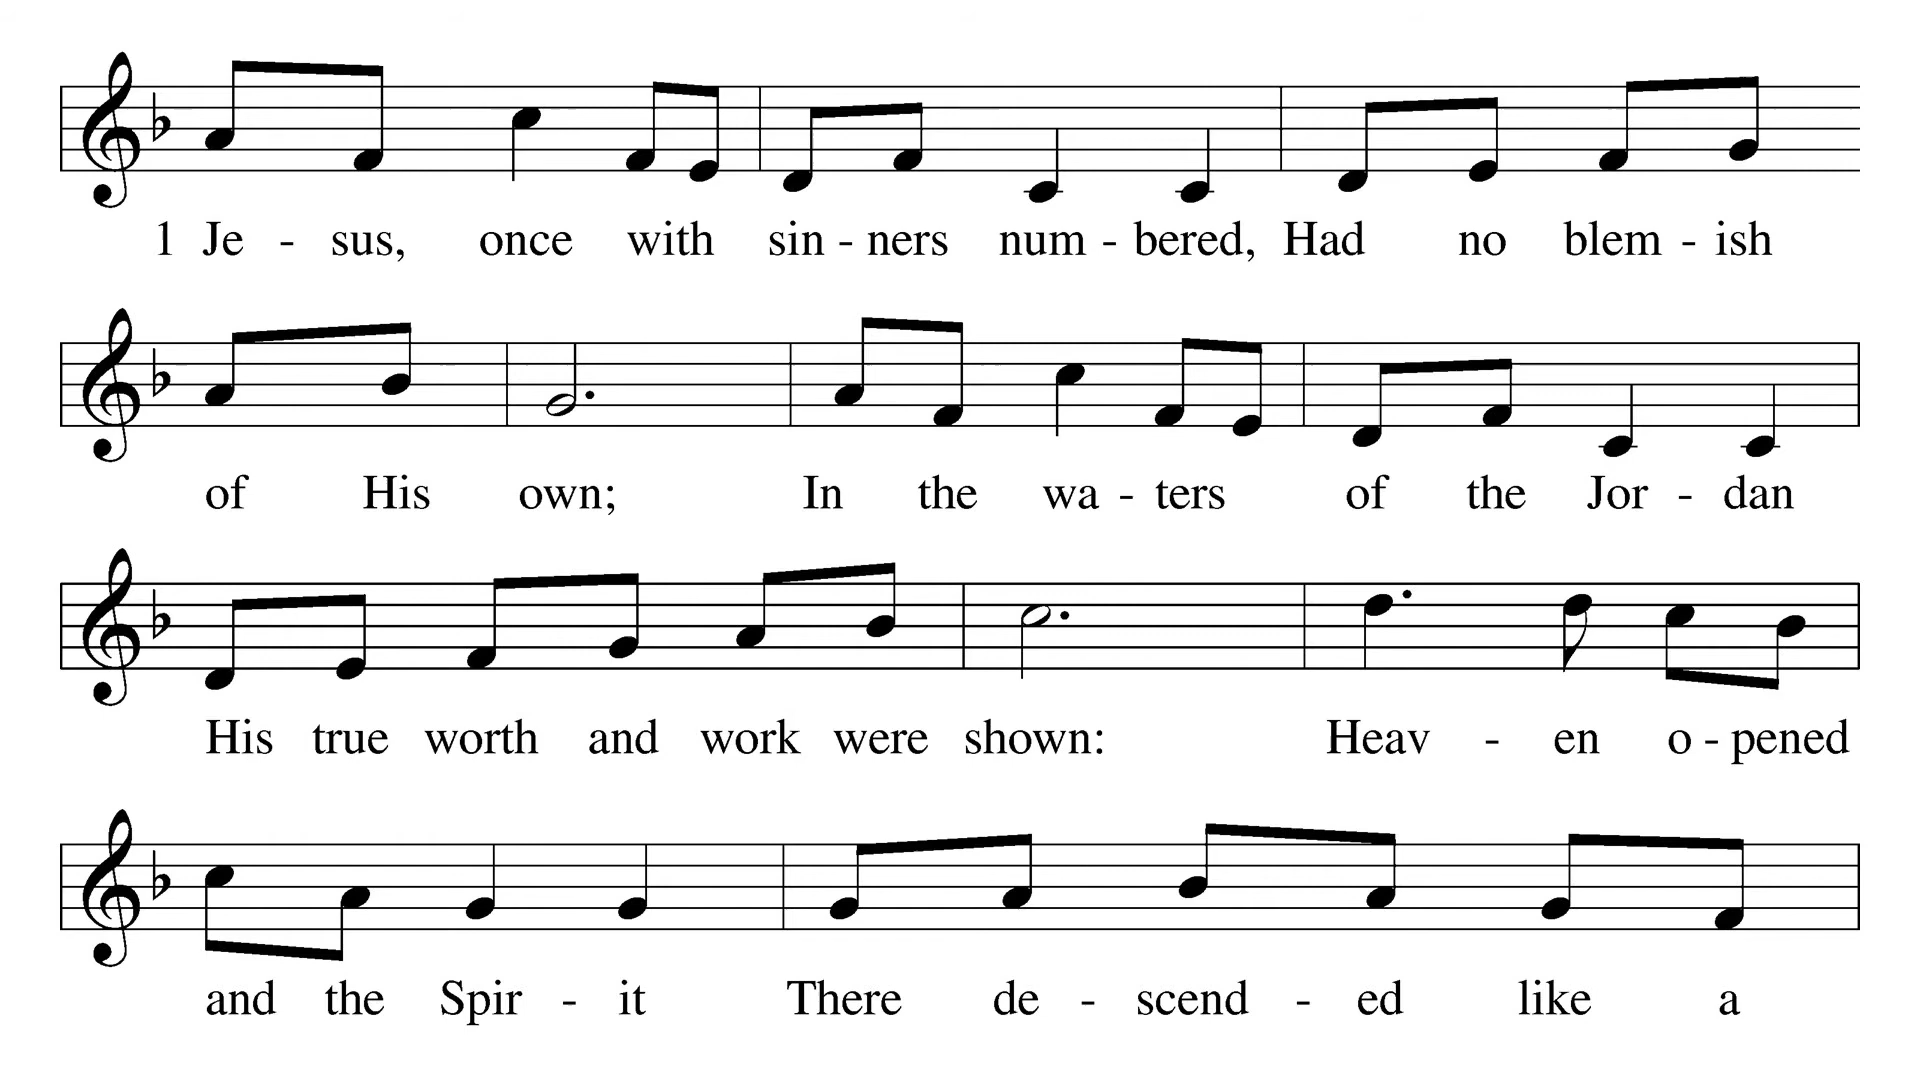 1 Je - sus, once with sin - ners num - bered, Had no blem - ish
of His own; In the wa - ters of the Jor - dan
His true worth and work were shown: Heav - en o - pened
and the Spir - it There de - scend - ed like a